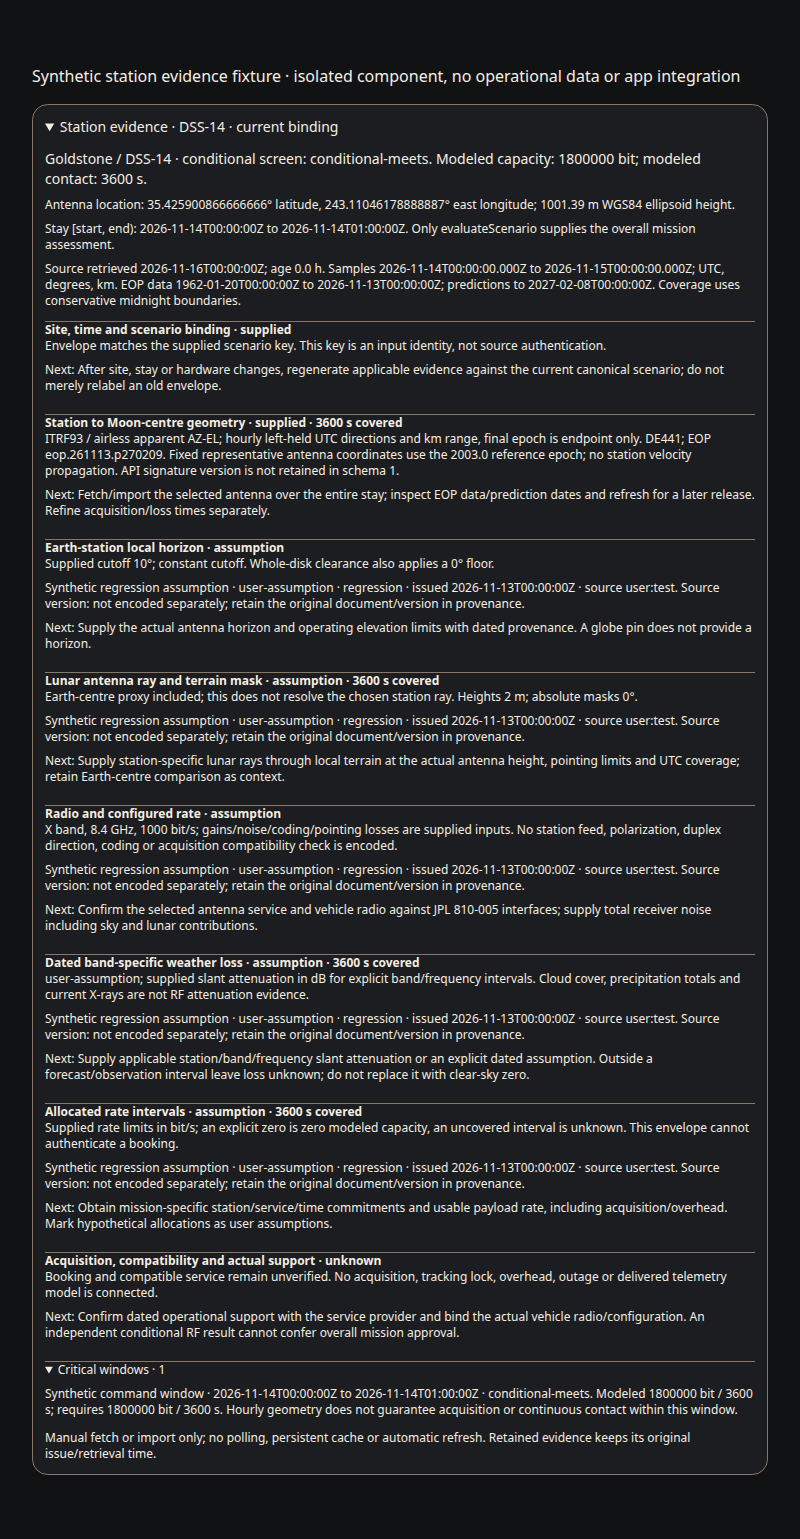 Synthetic station evidence fixture · isolated component, no operational data or app integration
▼ Station evidence · DSS-14 · current binding
Goldstone / DSS-14 · conditional screen: conditional-meets. Modeled capacity: 1800000 bit; modeled
contact: 3600 s.
Antenna location: 35.425900866666666° latitude, 243.11046178888887° east longitude; 1001.39 m WGS84 ellipsoid height.
Stay [start, end): 2026-11-14T00:00:00Z to 2026-11-14T01:00:00Z. Only evaluateScenario supplies the overall mission
assessment.
Source retrieved 2026-11-16T00:00:00Z; age 0.0 h. Samples 2026-11-14T00:00:00.000Z to 2026-11-15T00:00:00.000Z; UTC,
degrees, km. EOP data 1962-01-20T00:00:00Z to 2026-11-13T00:00:00Z; predictions to 2027-02-08T00:00:00Z. Coverage uses
conservative midnight boundaries.
Site, time and scenario binding · supplied
Envelope matches the supplied scenario key. This key is an input identity, not source authentication.
Next: After site, stay or hardware changes, regenerate applicable evidence against the current canonical scenario; do not
merely relabel an old envelope.
Station to Moon-centre geometry · supplied · 3600 s covered
ITRF93 / airless apparent AZ-EL; hourly left-held UTC directions and km range, final epoch is endpoint only. DE441; EOP
eop.261113.p270209. Fixed representative antenna coordinates use the 2003.0 reference epoch; no station velocity
propagation. API signature version is not retained in schema 1.
Next: Fetch/import the selected antenna over the entire stay; inspect EOP data/prediction dates and refresh for a later release.
Refine acquisition/loss times separately.
Earth-station local horizon · assumption
Supplied cutoff 10°; constant cutoff. Whole-disk clearance also applies a 0° floor.
Synthetic regression assumption · user-assumption · regression · issued 2026-11-13T00:00:00Z · source user:test. Source
version: not encoded separately; retain the original document/version in provenance.
Next: Supply the actual antenna horizon and operating elevation limits with dated provenance. A globe pin does not provide a
horizon.
Lunar antenna ray and terrain mask · assumption · 3600 s covered
Earth-centre proxy included; this does not resolve the chosen station ray. Heights 2 m; absolute masks 0°.
Synthetic regression assumption · user-assumption · regression · issued 2026-11-13T00:00:00Z · source user:test. Source
version: not encoded separately; retain the original document/version in provenance.
Next: Supply station-specific lunar rays through local terrain at the actual antenna height, pointing limits and UTC coverage;
retain Earth-centre comparison as context.
Radio and configured rate · assumption
X band, 8.4 GHz, 1000 bit/s; gains/noise/coding/pointing losses are supplied inputs. No station feed, polarization, duplex
direction, coding or acquisition compatibility check is encoded.
Synthetic regression assumption · user-assumption · regression · issued 2026-11-13T00:00:00Z · source user:test. Source
version: not encoded separately; retain the original document/version in provenance.
Next: Confirm the selected antenna service and vehicle radio against JPL 810-005 interfaces; supply total receiver noise
including sky and lunar contributions.
Dated band-specific weather loss · assumption · 3600 s covered
user-assumption; supplied slant attenuation in dB for explicit band/frequency intervals. Cloud cover, precipitation totals and
current X-rays are not RF attenuation evidence.
Synthetic regression assumption · user-assumption · regression · issued 2026-11-13T00:00:00Z · source user:test. Source
version: not encoded separately; retain the original document/version in provenance.
Next: Supply applicable station/band/frequency slant attenuation or an explicit dated assumption. Outside a
forecast/observation interval leave loss unknown; do not replace it with clear-sky zero.
Allocated rate intervals · assumption · 3600 s covered
Supplied rate limits in bit/s; an explicit zero is zero modeled capacity, an uncovered interval is unknown. This envelope cannot
authenticate a booking.
Synthetic regression assumption · user-assumption · regression · issued 2026-11-13T00:00:00Z · source user:test. Source
version: not encoded separately; retain the original document/version in provenance.
Next: Obtain mission-specific station/service/time commitments and usable payload rate, including acquisition/overhead.
Mark hypothetical allocations as user assumptions.
Acquisition, compatibility and actual support · unknown
Booking and compatible service remain unverified. No acquisition, tracking lock, overhead, outage or delivered telemetry
model is connected.
Next: Confirm dated operational support with the service provider and bind the actual vehicle radio/configuration. An
independent conditional RF result cannot confer overall mission approval.
▼ Critical windows · 1
Synthetic command window · 2026-11-14T00:00:00Z to 2026-11-14T01:00:00Z · conditional-meets. Modeled 1800000 bit / 3600
s; requires 1800000 bit / 3600 s. Hourly geometry does not guarantee acquisition or continuous contact within this window.
Manual fetch or import only; no polling, persistent cache or automatic refresh. Retained evidence keeps its original
issue/retrieval time.